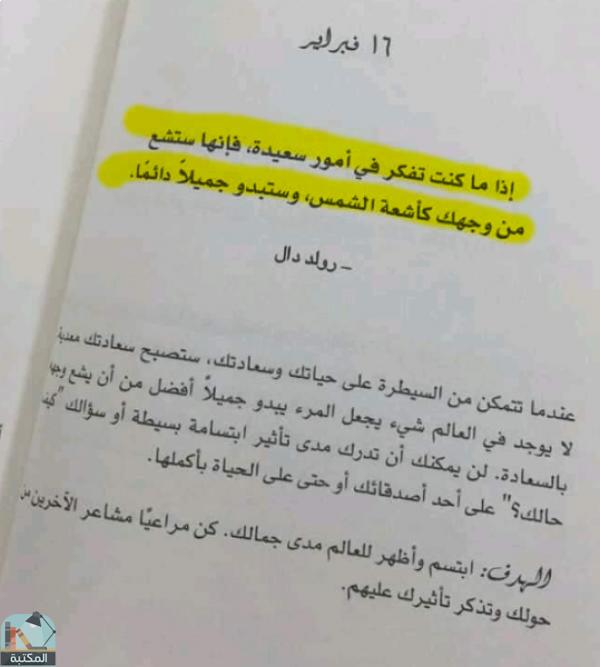 ١٦ فبراير
إذا ما كنت تفكر في أمور سعيدة، فإنها ستشع
من وجهك كأشعة الشمس، وستبدو جميلاً دائمًا.
– رولد دال
عندما تتمكن من السيطرة على حياتك وسعادتك، ستصبح سعادتك معدية
لا يوجد في العالم شيء يجعل المرء يبدو جميلاً أفضل من أن يشع
بالسعادة. لن يمكنك أن تدرك مدى تأثير ابتسامة بسيطة أو سؤالك "كيف
حالك؟" على أحد أصدقائك أو حتى على الحياة بأكملها.
الهدف: ابتسم وأظهر للعالم مدى جمالك. كن مراعيًا مشاعر الآخرين من
حولك وتذكر تأثيرك عليهم.
المكتبة